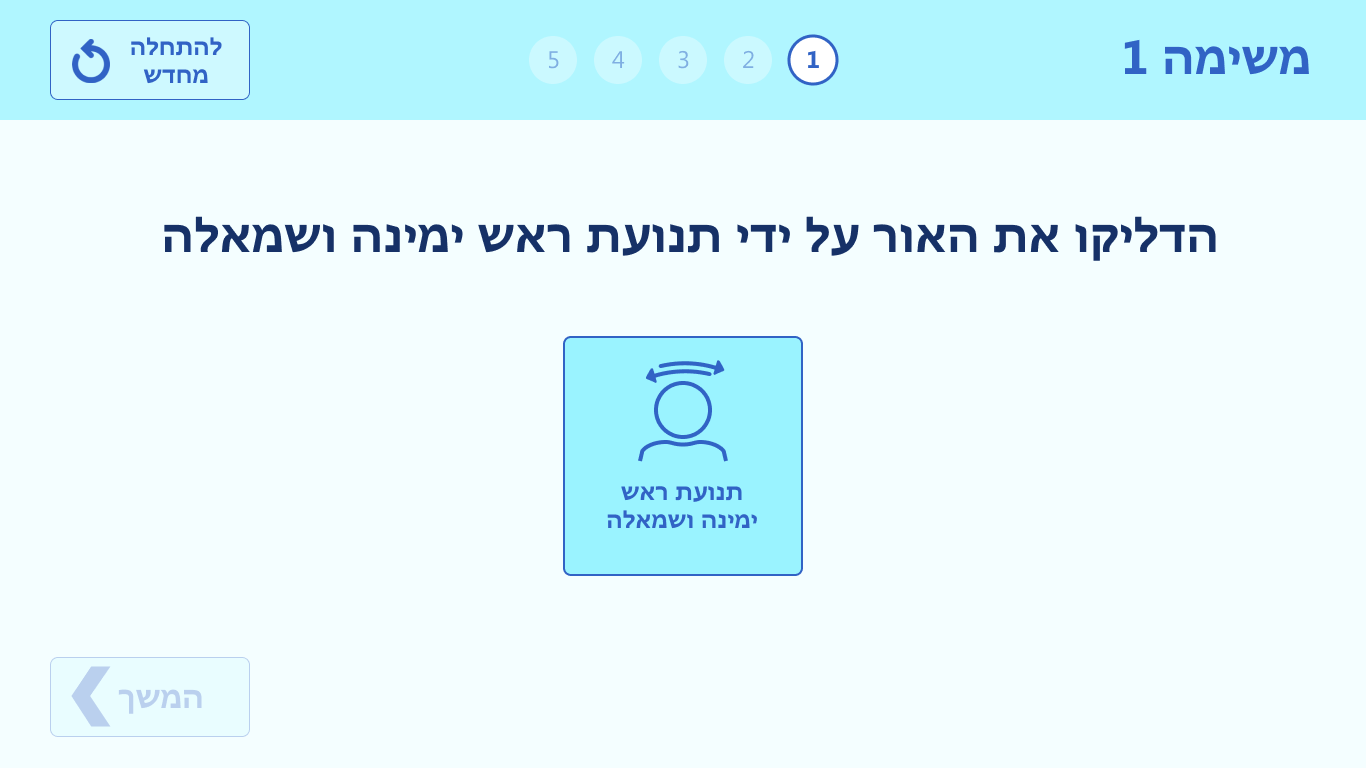 משימה 1
1
2
3
4
5
להתחלה
מחדש
הדליקו את האור על ידי תנועת ראש ימינה ושמאלה
תנועת ראש
ימינה ושמאלה
המשך